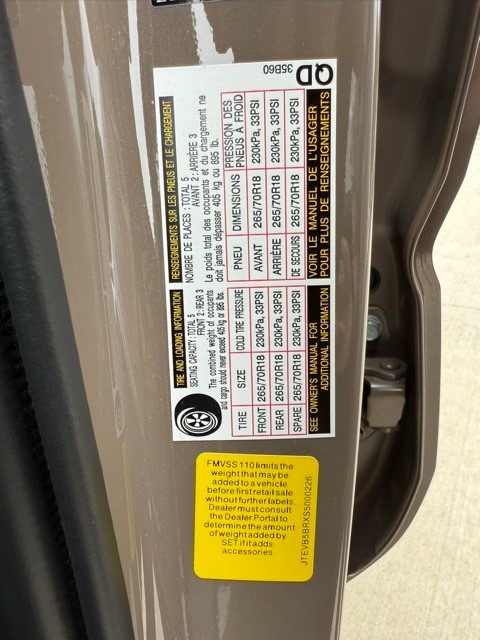 TIRE AND LOADING INFORMATION
SEATING CAPACITY: TOTAL 5
FRONT 2: REAR 3
The combined weight of occupants
and cargo should never exceed 405 kg or 895 lbs.
TIRE SIZE COLD TIRE PRESSURE
FRONT 265/70R18 230kPa, 33PSI
REAR 265/70R18 230kPa, 33PSI
SPARE 265/70R18 230kPa, 33PSI
SEE OWNER'S MANUAL FOR
ADDITIONAL INFORMATION
RENSEIGNEMENTS SUR LES PNEUS ET LE CHARGEMENT
NOMBRE DE PLACES : TOTAL 5
AVANT 2 : ARRIÈRE 3
Le poids total des occupants et du chargement ne
doit jamais dépasser 405 kg ou 895 lb.
PNEU DIMENSIONS PRESSION DES
PNEUS À FROID
AVANT 265/70R18 230kPa, 33PSI
ARRIÈRE 265/70R18 230kPa, 33PSI
DE SECOURS 265/70R18 230kPa, 33PSI
VOIR LE MANUEL DE L'USAGER
POUR PLUS DE RENSEIGNEMENTS
35B60
QD
FMVSS 110 limits the
weight that may be
added to a vehicle
before first retail sale
without further labels.
Dealer must consult
the Dealer Portal to
determine the amount
of weight added by
SET if it adds
accessories.
JTEVB5BRXS5000226